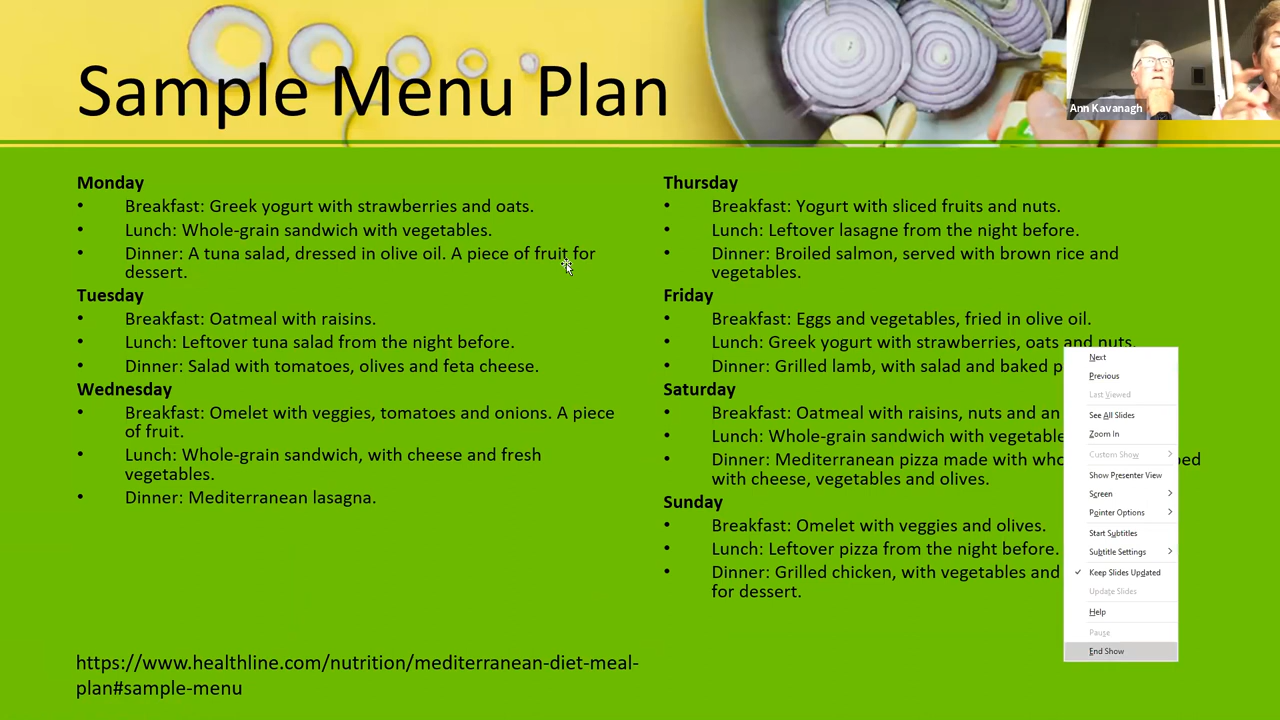 Sample Menu Plan
Ann Kavanagh
Monday
• Breakfast: Greek yogurt with strawberries and oats.
• Lunch: Whole-grain sandwich with vegetables.
• Dinner: A tuna salad, dressed in olive oil. A piece of fruit for
dessert.
Tuesday
• Breakfast: Oatmeal with raisins.
• Lunch: Leftover tuna salad from the night before.
• Dinner: Salad with tomatoes, olives and feta cheese.
Wednesday
• Breakfast: Omelet with veggies, tomatoes and onions. A piece
of fruit.
• Lunch: Whole-grain sandwich, with cheese and fresh
vegetables.
• Dinner: Mediterranean lasagna.
https://www.healthline.com/nutrition/mediterranean-diet-meal-
plan#sample-menu
Thursday
• Breakfast: Yogurt with sliced fruits and nuts.
• Lunch: Leftover lasagne from the night before.
• Dinner: Broiled salmon, served with brown rice and
vegetables.
Friday
• Breakfast: Eggs and vegetables, fried in olive oil.
• Lunch: Greek yogurt with strawberries, oats and nuts.
• Dinner: Grilled lamb, with salad and baked
Saturday
• Breakfast: Oatmeal with raisins, nuts and an
• Lunch: Whole-grain sandwich with
• Dinner: Mediterranean pizza made with
with cheese, vegetables and olives.
Sunday
• Breakfast: Omelet with veggies and olives.
• Lunch: Leftover pizza from the night before.
• Dinner: Grilled chicken, with vegetables and
for dessert.
Next
Previous
Last Viewed
See All Slides
Zoom In
Custom Show
Show Presenter View
Screen
Pointer Options
Start Subtitles
Subtitle Settings
Keep Slides Updated
Update Slides
Help
Pause
End Show